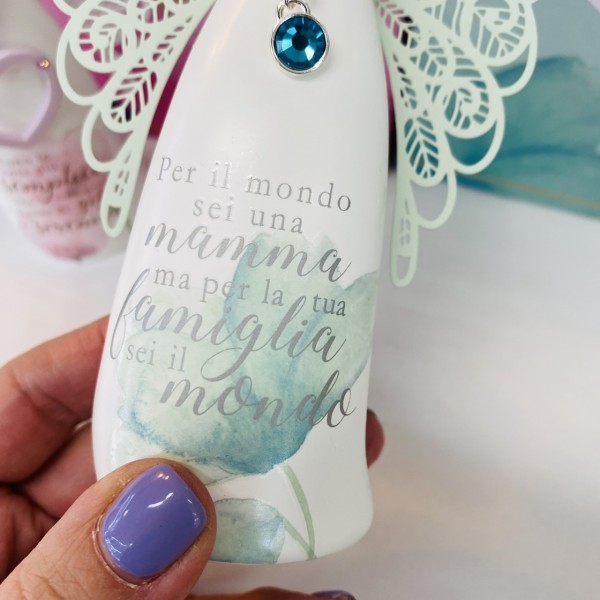 Per il mondo
sei una
mamma
ma per la tua
famiglia
sei il
mondo